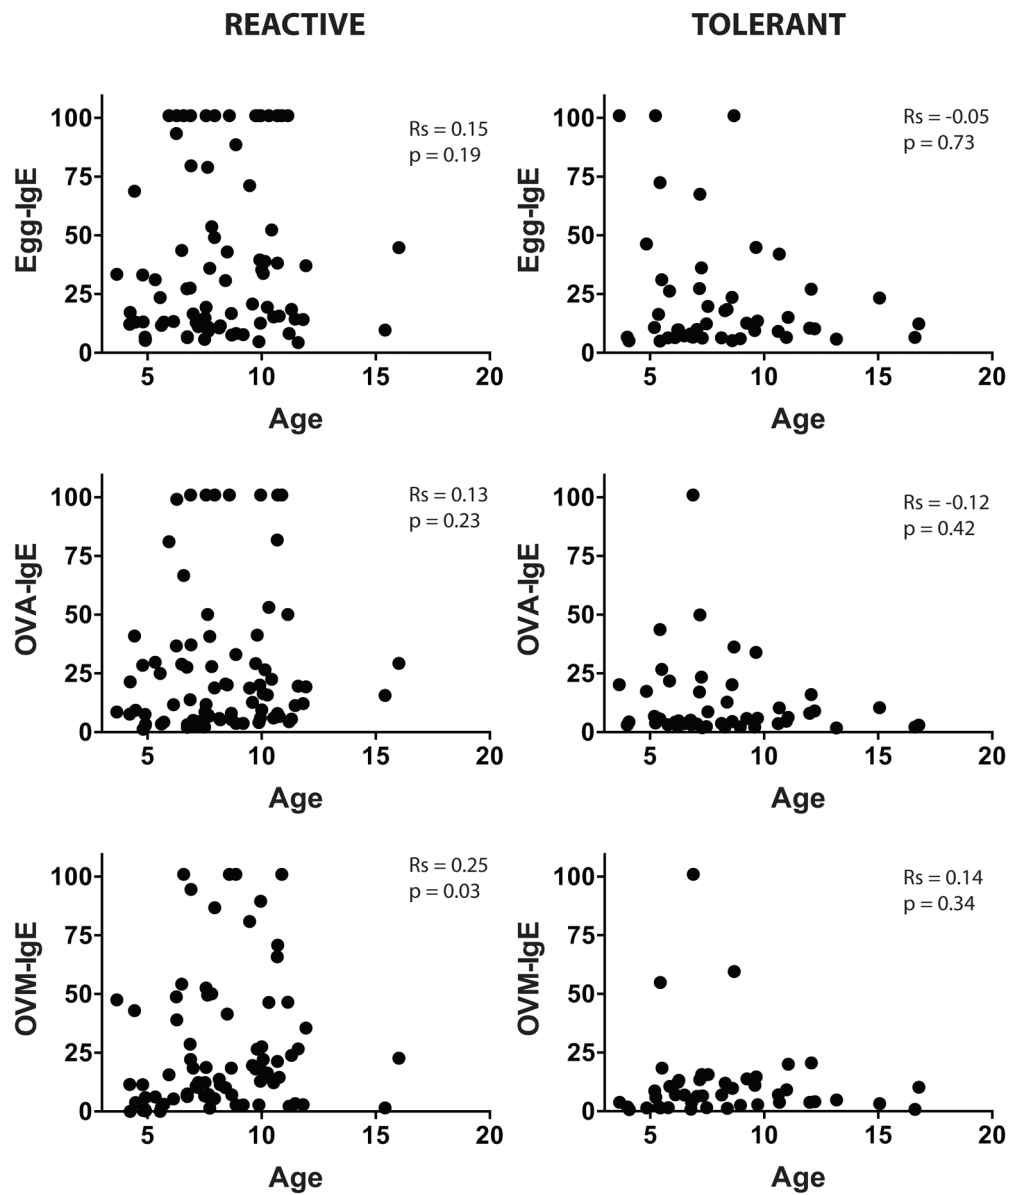 REACTIVE
TOLERANT
Egg-IgE
100
75
50
25
0
Rs = 0.15
p = 0.19
5 10 15 20
Age
Egg-IgE
100
75
50
25
0
Rs = -0.05
p = 0.73
5 10 15 20
Age
OVA-IgE
100
75
50
25
0
Rs = 0.13
p = 0.23
5 10 15 20
Age
OVA-IgE
100
75
50
25
0
Rs = -0.12
p = 0.42
5 10 15 20
Age
OVM-IgE
100
75
50
25
0
Rs = 0.25
p = 0.03
5 10 15 20
Age
OVM-IgE
100
75
50
25
0
Rs = 0.14
p = 0.34
5 10 15 20
Age